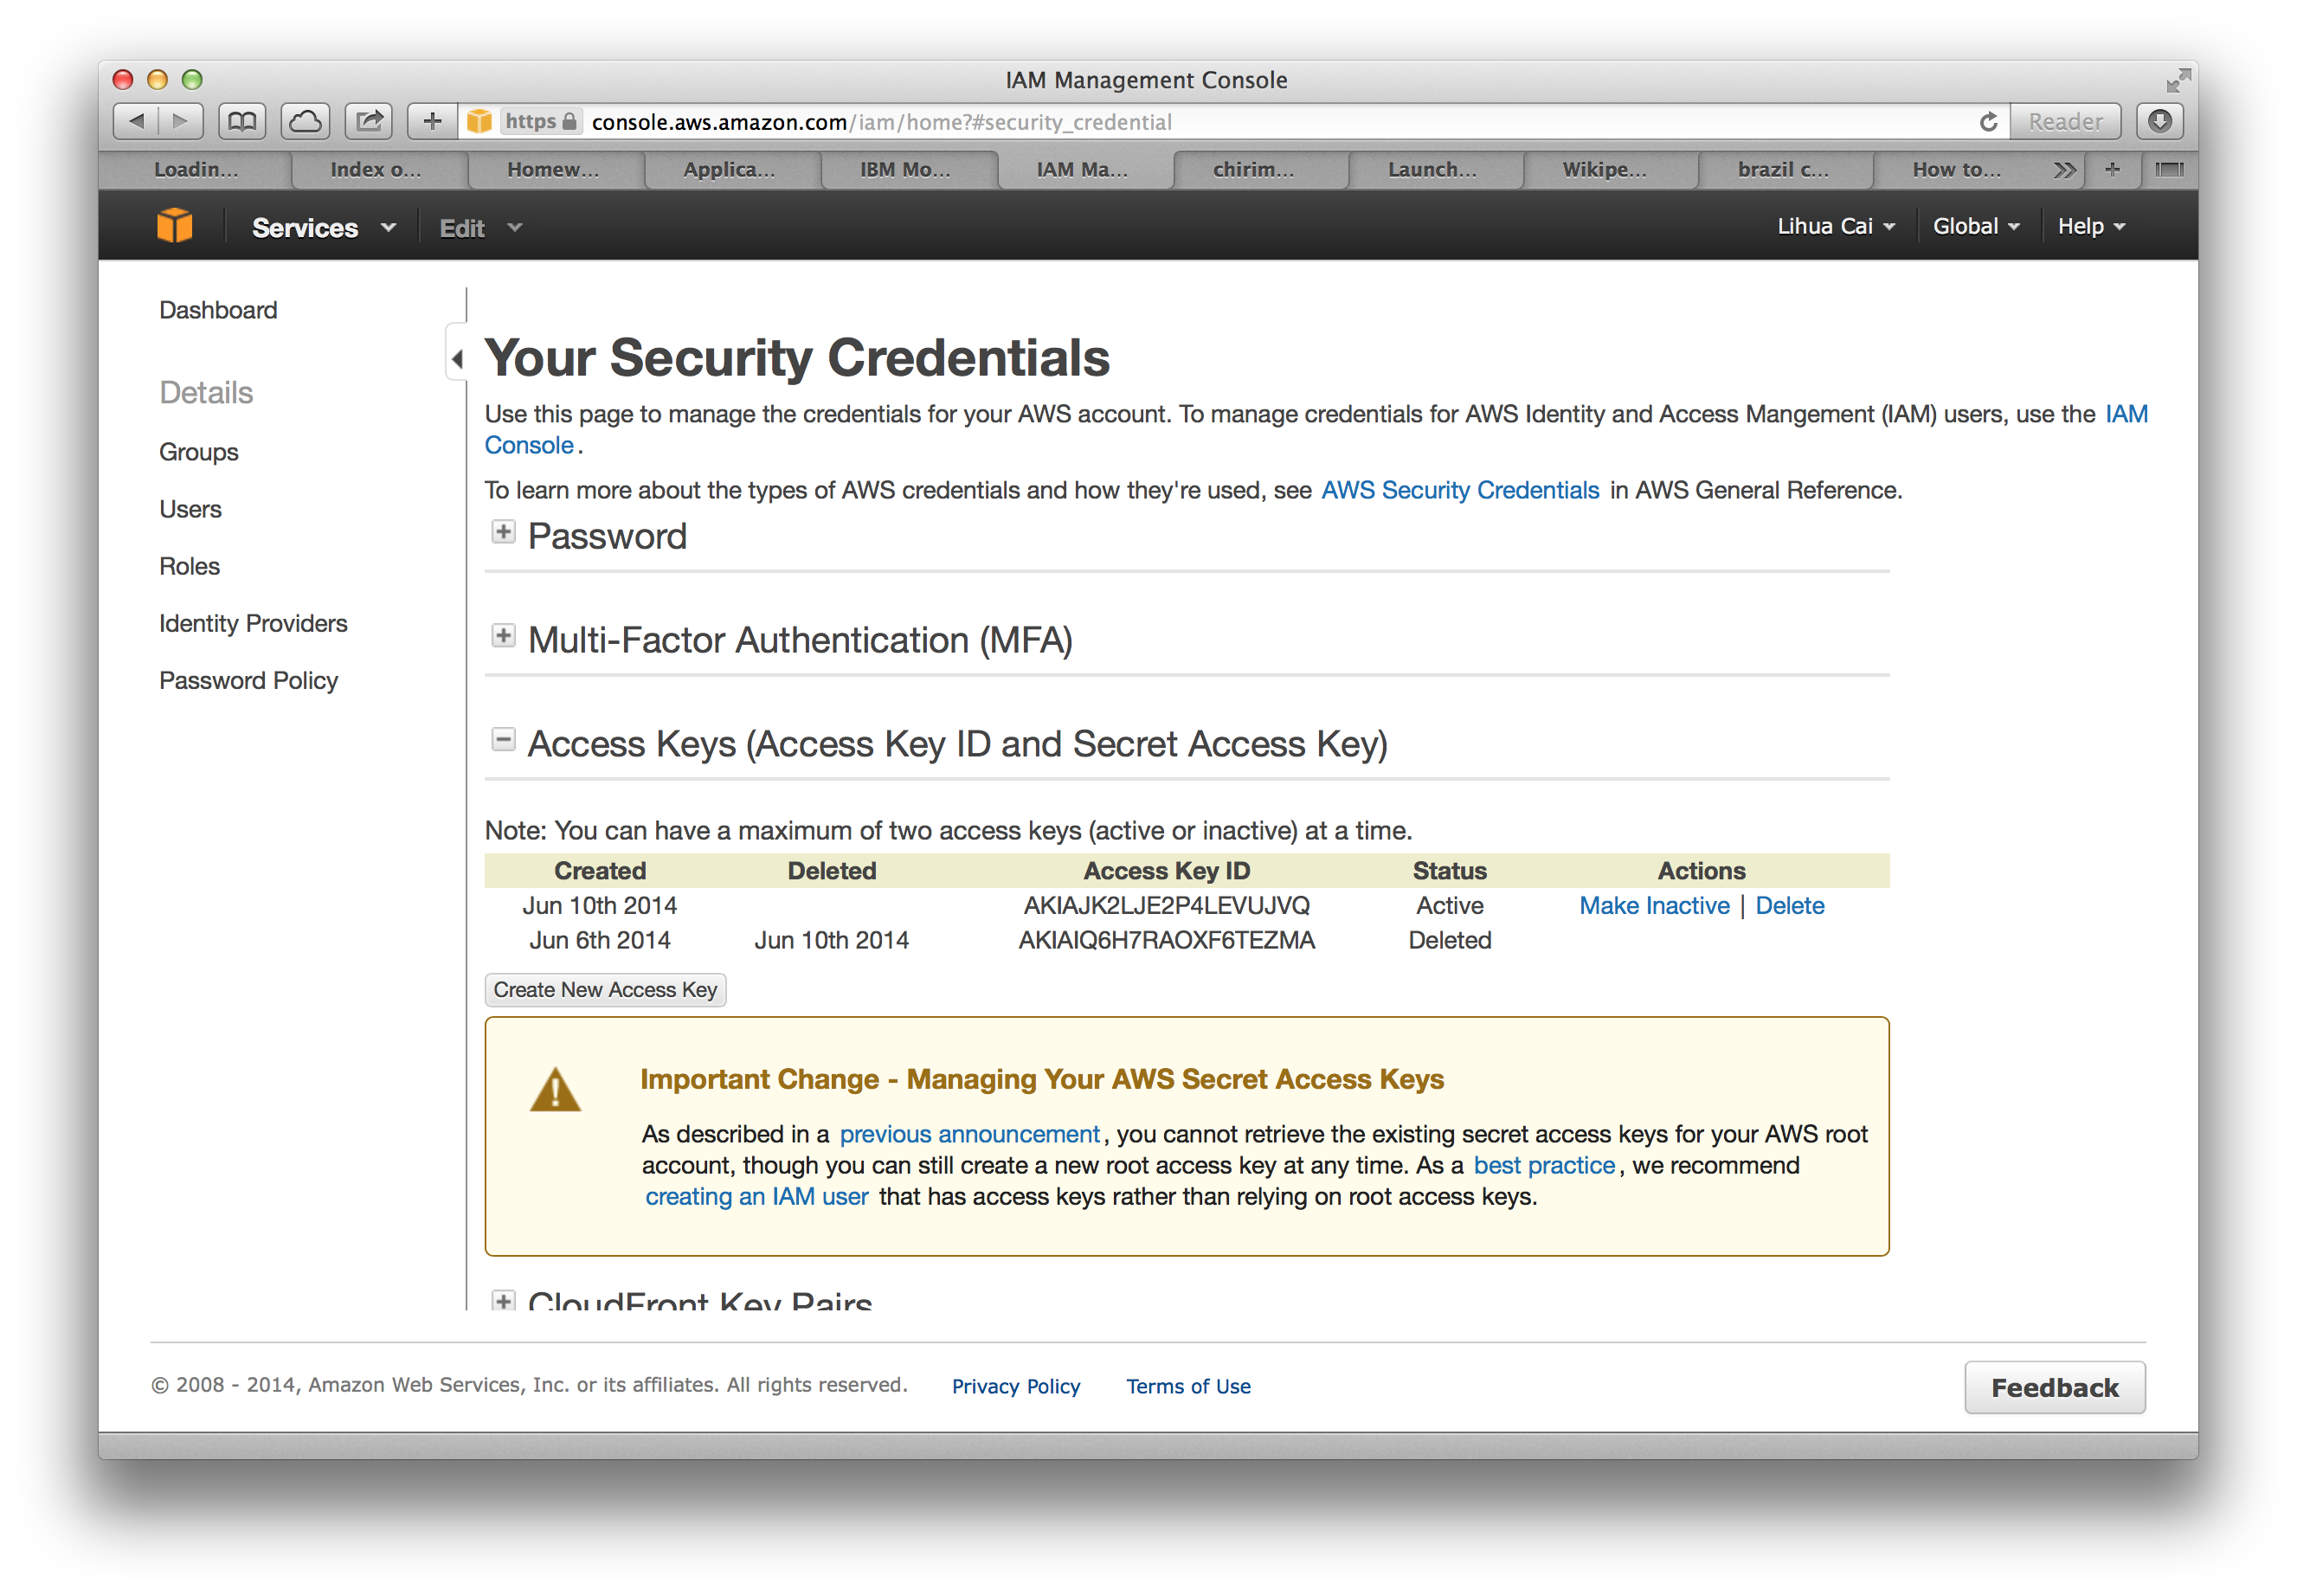 IAM Management Console
https console.aws.amazon.com/iam/home?#security_credential Reader
Loadin... Index o... Homew... Applica... IBM Mo... IAM Ma... chirim... Launch... Wikipe... brazil c... How to...
Services Edit Lihua Cai Global Help
Dashboard
Details
Groups
Users
Roles
Identity Providers
Password Policy
Your Security Credentials
Use this page to manage the credentials for your AWS account. To manage credentials for AWS Identity and Access Mangement (IAM) users, use the IAM
Console.
To learn more about the types of AWS credentials and how they're used, see AWS Security Credentials in AWS General Reference.
Password
Multi-Factor Authentication (MFA)
Access Keys (Access Key ID and Secret Access Key)
Note: You can have a maximum of two access keys (active or inactive) at a time.
Created Deleted Access Key ID Status Actions
Jun 10th 2014 AKIAJK2LJE2P4LEVUJVQ Active Make Inactive | Delete
Jun 6th 2014 Jun 10th 2014 AKIAIQ6H7RAOXF6TEZMA Deleted
Create New Access Key
Important Change - Managing Your AWS Secret Access Keys
As described in a previous announcement, you cannot retrieve the existing secret access keys for your AWS root
account, though you can still create a new root access key at any time. As a best practice, we recommend
creating an IAM user that has access keys rather than relying on root access keys.
CloudFront Key Pairs
© 2008 - 2014, Amazon Web Services, Inc. or its affiliates. All rights reserved. Privacy Policy Terms of Use Feedback